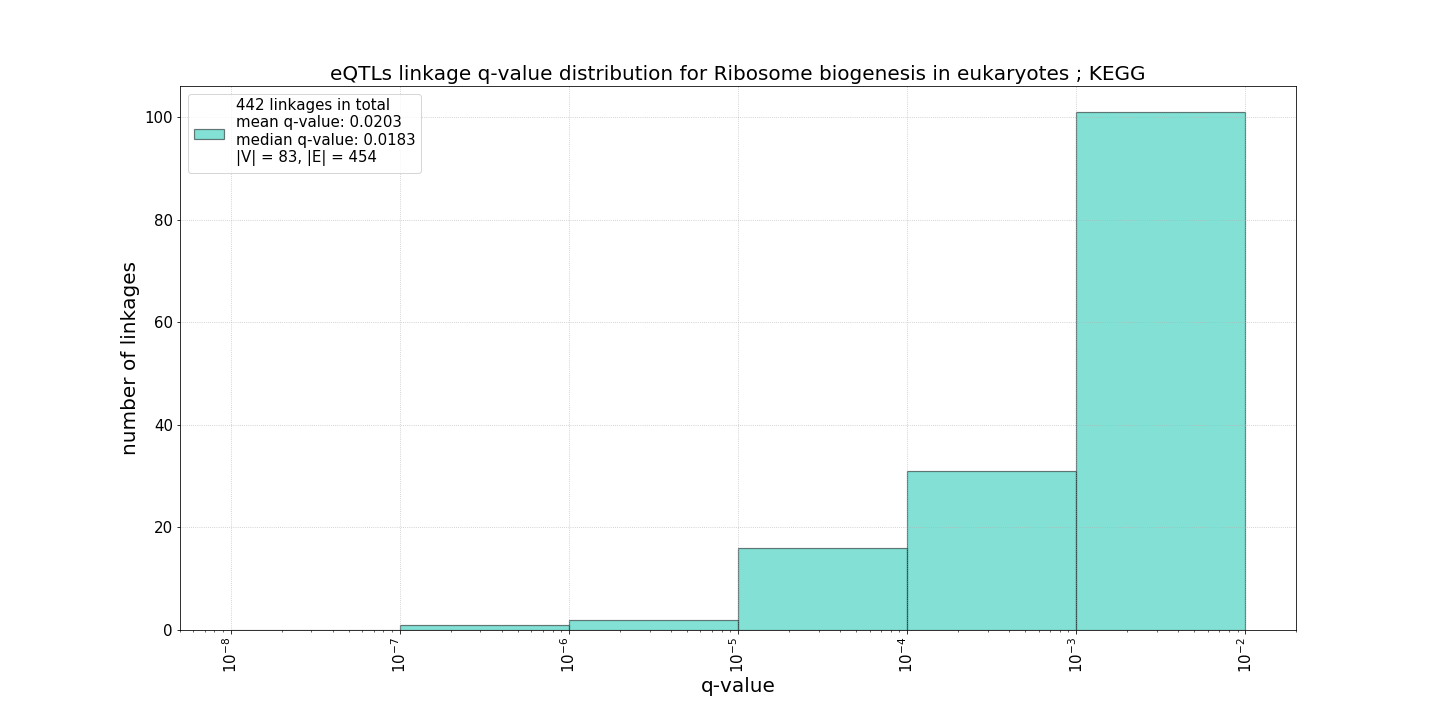 eQTLs linkage q-value distribution for Ribosome biogenesis in eukaryotes ; KEGG
442 linkages in total
mean q-value: 0.0203
median q-value: 0.0183
|V| = 83, |E| = 454
number of linkages
100
80
60
40
20
0
10⁻⁸ 10⁻⁷ 10⁻⁶ 10⁻⁵ 10⁻⁴ 10⁻³ 10⁻²
q-value